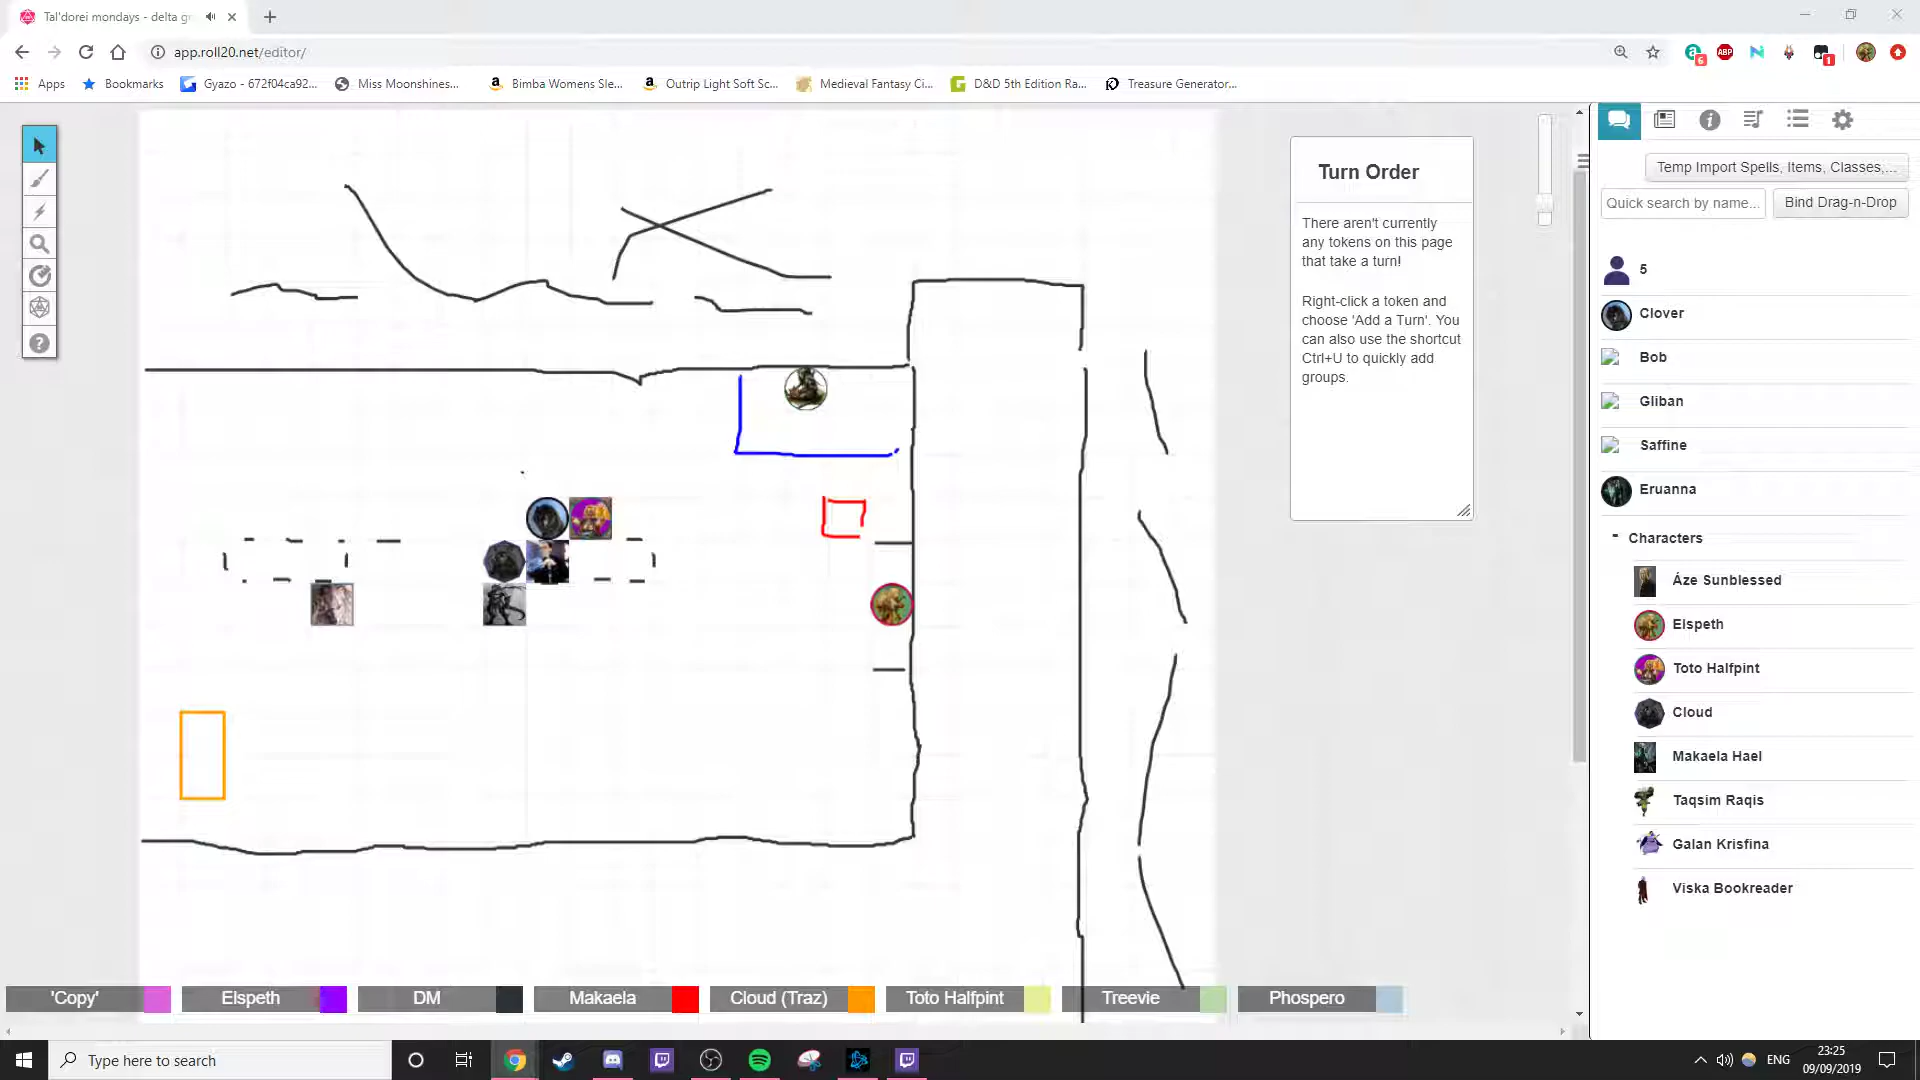 Tal'dorei mondays - delta gr
app.roll20.net/editor/
Apps
Bookmarks
Gyazo - 672f04ca92...
Miss Moonshines...
Bimba Womens Sle...
Outrip Light Soft Sc...
Medieval Fantasy Ci...
D&D 5th Edition Ra...
Treasure Generator...
ABP
6
1
Turn Order
There aren't currently
any tokens on this page
that take a turn!
Right-click a token and
choose 'Add a Turn'. You
can also use the shortcut
Ctrl+U to quickly add
groups.
Temp Import Spells, Items, Classes,...
Quick search by name...
Bind Drag-n-Drop
5
Clover
Bob
Gliban
Saffine
Eruanna
Characters
Áze Sunblessed
Elspeth
Toto Halfpint
Cloud
Makaela Hael
Taqsim Raqis
Galan Krisfina
Viska Bookreader
'Copy'
Elspeth
DM
Makaela
Cloud (Traz)
Toto Halfpint
Treevie
Phospero
Type here to search
ENG
23:25
09/09/2019